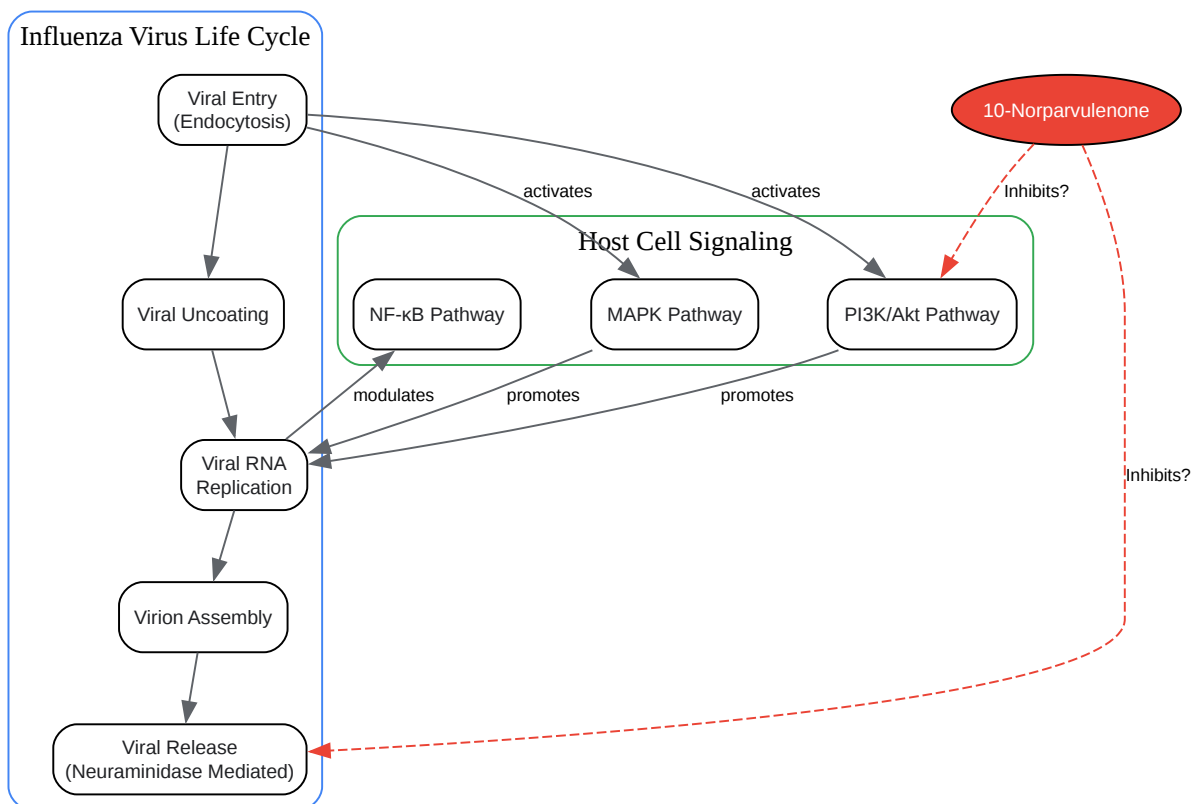 Influenza Virus Life Cycle
Viral Entry
(Endocytosis)
10-Norparvulenone
activates
activates
Inhibits?
Host Cell Signaling
Viral Uncoating
NF-κB Pathway
MAPK Pathway
PI3K/Akt Pathway
modulates
promotes
promotes
Viral RNA
Replication
Inhibits?
Virion Assembly
Viral Release
(Neuraminidase Mediated)